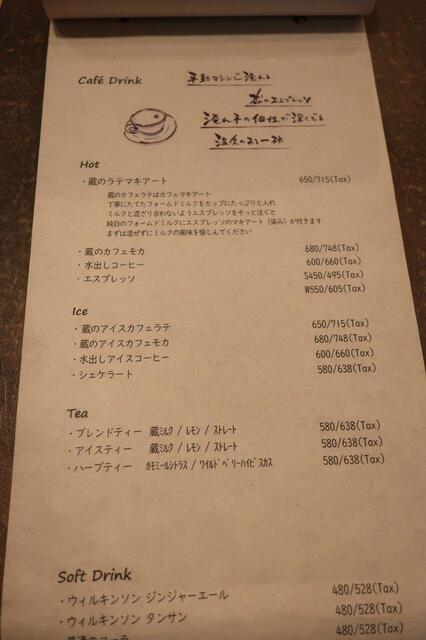 Café Drink
手動マシンで淹れる
蔵のエスプレッソ
淹れ手の個性が深くでる
Hot
・蔵のラテマキアート 650/715(Tax)
蔵のカフェラテはカフェマキアート
丁寧にたてたフォームドミルクをカップにたっぷりと入れ
ミルクと混ざり合わないようエスプレッソをそっとほぐと
純白のフォームドミルクにエスプレッソのマキアート（染み）が付きます
まずは混ぜずにミルクの風味を愉しんでください
・蔵のカフェモカ 680/748(Tax)
・水出しコーヒー 600/660(Tax)
・エスプレッソ S450/495(Tax)
W550/605(Tax)
Ice
・蔵のアイスカフェラテ 650/715(Tax)
・蔵のアイスカフェモカ 680/748(Tax)
・水出しアイスコーヒー 600/660(Tax)
・シェケラート 580/638(Tax)
Tea
・ブレンドティー 蔵ﾐﾙｸ / ﾚﾓﾝ / ｽﾄﾚｰﾄ 580/638(Tax)
・アイスティー 蔵ﾐﾙｸ / ﾚﾓﾝ / ｽﾄﾚｰﾄ 580/638(Tax)
・ハーブティー ｶﾓﾐｰﾙｼﾄﾗｽ / ﾜｲﾙﾄﾞﾍﾞﾘｰﾊｲﾋﾞｽｶｽ 580/638(Tax)
Soft Drink
・ウィルキンソン ジンジャーエール 480/528(Tax)
・ウィルキンソン タンサン 480/528(Tax)
480/528(Tax)